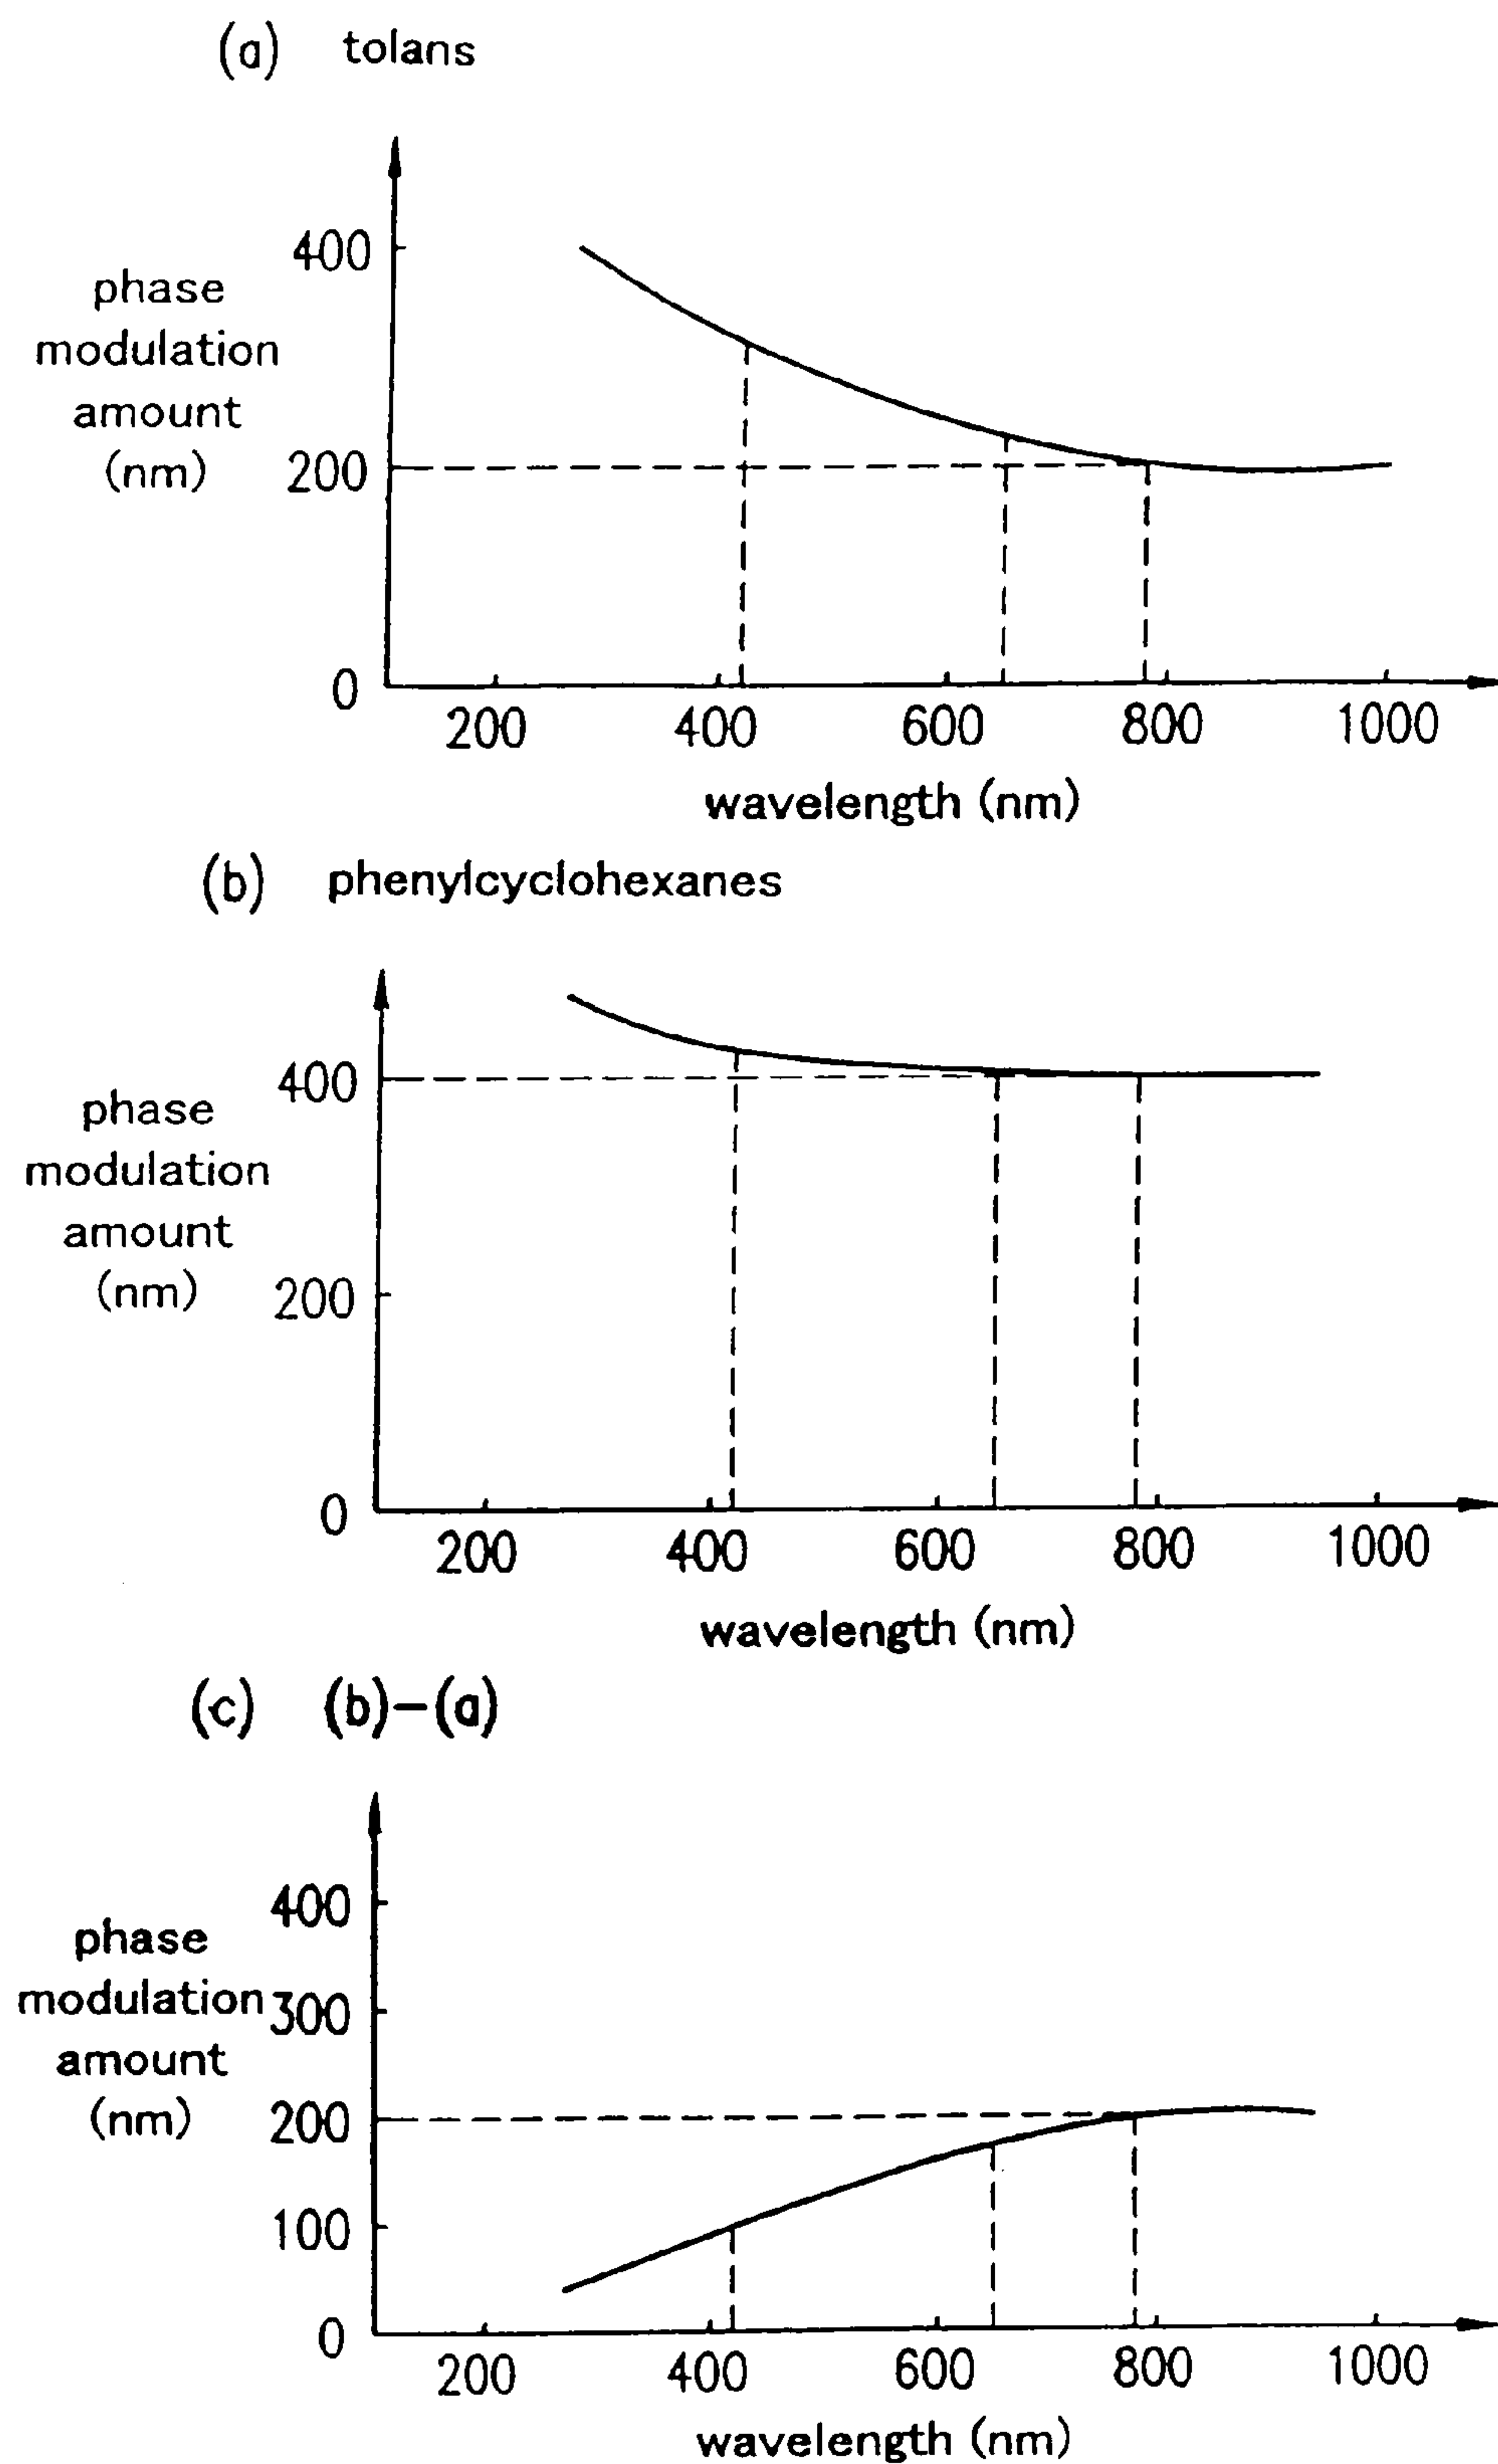 (a) tolans
400
phase
modulation
amount
(nm)
200
0
200 400 600 800 1000
wavelength (nm)
(b) phenylcyclohexanes
400
phase
modulation
amount
(nm)
200
0
200 400 600 800 1000
wavelength (nm)
(c) (b)-(a)
400
phase
modulation
300
amount
(nm)
200
100
0
200 400 600 800 1000
wavelength (nm)